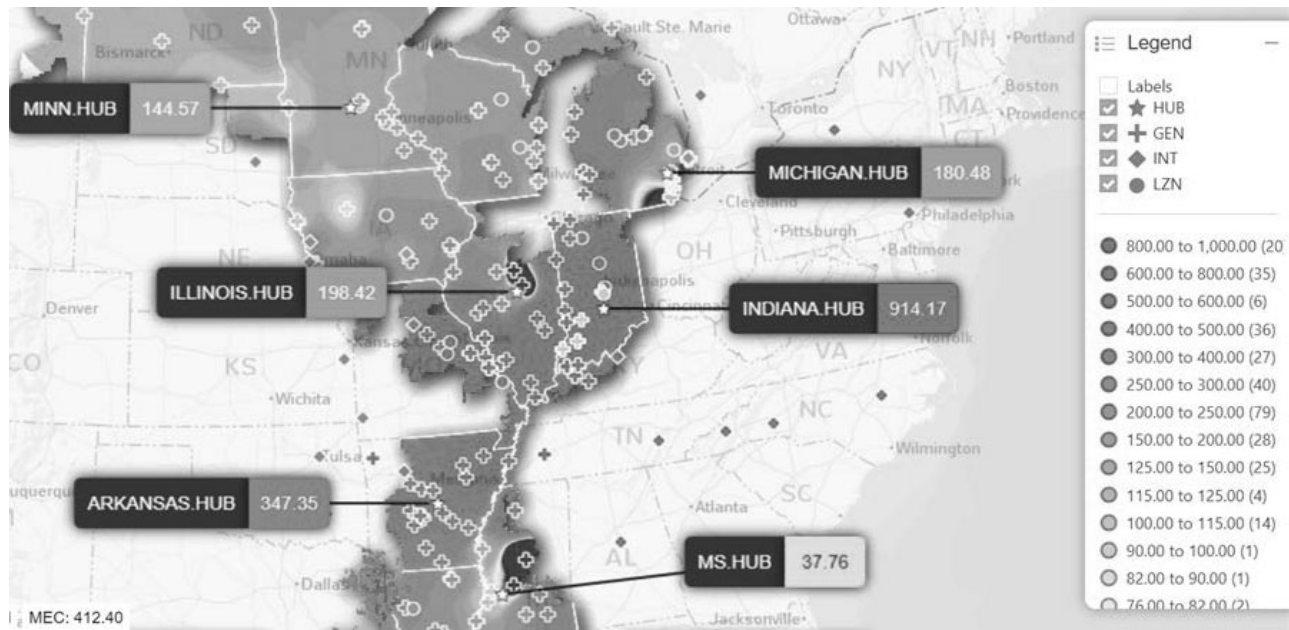 ND
Bismarck
MN
Sault Ste. Marie
Ottawa
VT
NH
Portland
MINN.HUB 144.57
Minneapolis
SD
NY
Boston
MA
Providence
CT
Toronto
MICHIGAN.HUB 180.48
Milwaukee
Detroit
Cleveland
Philadelphia
Pittsburgh
Baltimore
Chicago
IA
NE
Omaha
OH
ILLINOIS.HUB 198.42
Indianapolis
Denver
Cincinnati
INDIANA.HUB 914.17
Norfolk
CO
KS
Kansas
KY
VA
Wichita
NC
TN
Wilmington
Tulsa
Memphis
ARKANSAS.HUB 347.35
SC
Atlanta
AL
MS.HUB 37.76
Dallas
Jacksonville
MEC: 412.40
Legend
Labels
HUB
GEN
INT
LZN
800.00 to 1,000.00 (20
600.00 to 800.00 (35)
500.00 to 600.00 (6)
400.00 to 500.00 (36)
300.00 to 400.00 (27)
250.00 to 300.00 (40)
200.00 to 250.00 (79)
150.00 to 200.00 (28)
125.00 to 150.00 (25)
115.00 to 125.00 (4)
100.00 to 115.00 (14)
90.00 to 100.00 (1)
82.00 to 90.00 (1)
76.00 to 82.00 (2)